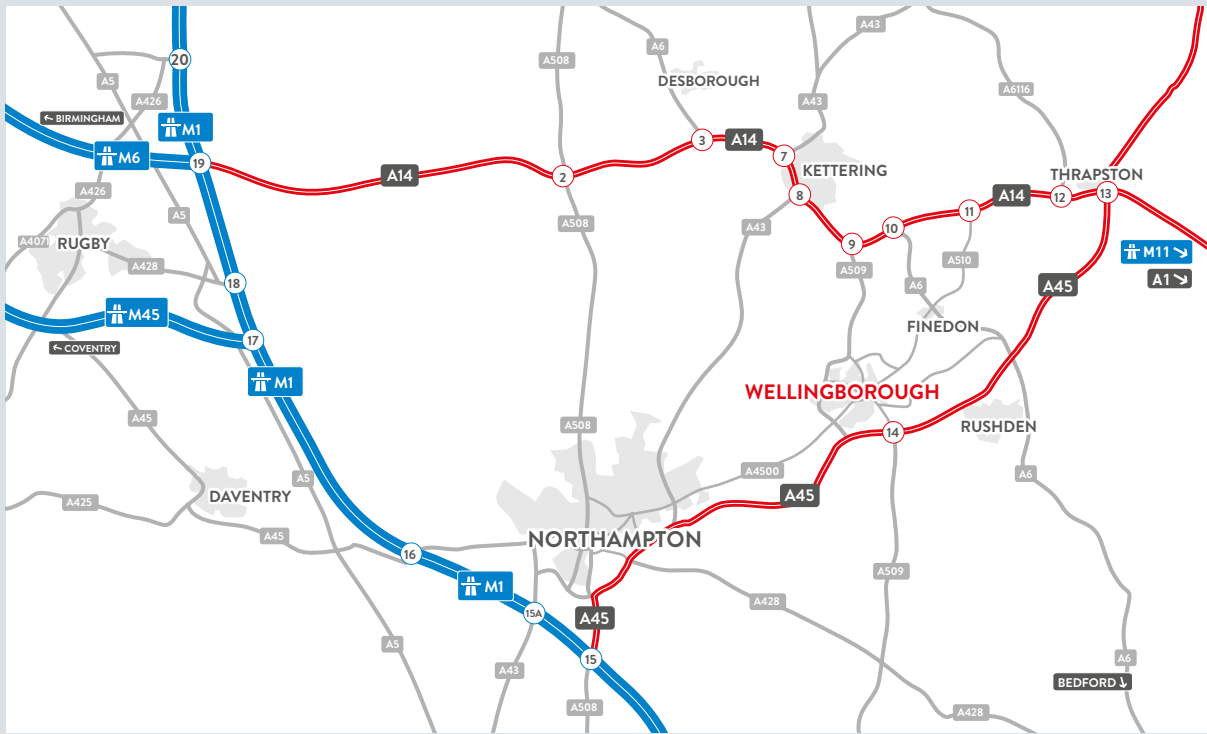 A43
A6
A508
DESBOROUGH
20
A5
A426
A43
A6116
BIRMINGHAM
M1
M6
19
A14
2
3
A14
7
KETTERING
8
THRAPSTON
A14
12
13
11
10
9
A426
A5
A4071
RUGBY
A428
A508
A43
A509
A510
M11
A1
A45
18
A6
FINEDON
M45
17
COVENTRY
M1
WELLINGBOROUGH
RUSHDEN
14
A45
A508
A4500
A6
A5
DAVENTRY
A425
A45
A45
NORTHAMPTON
16
M1
A509
A428
15A
A45
A5
15
A43
A6
BEDFORD
A508
A428